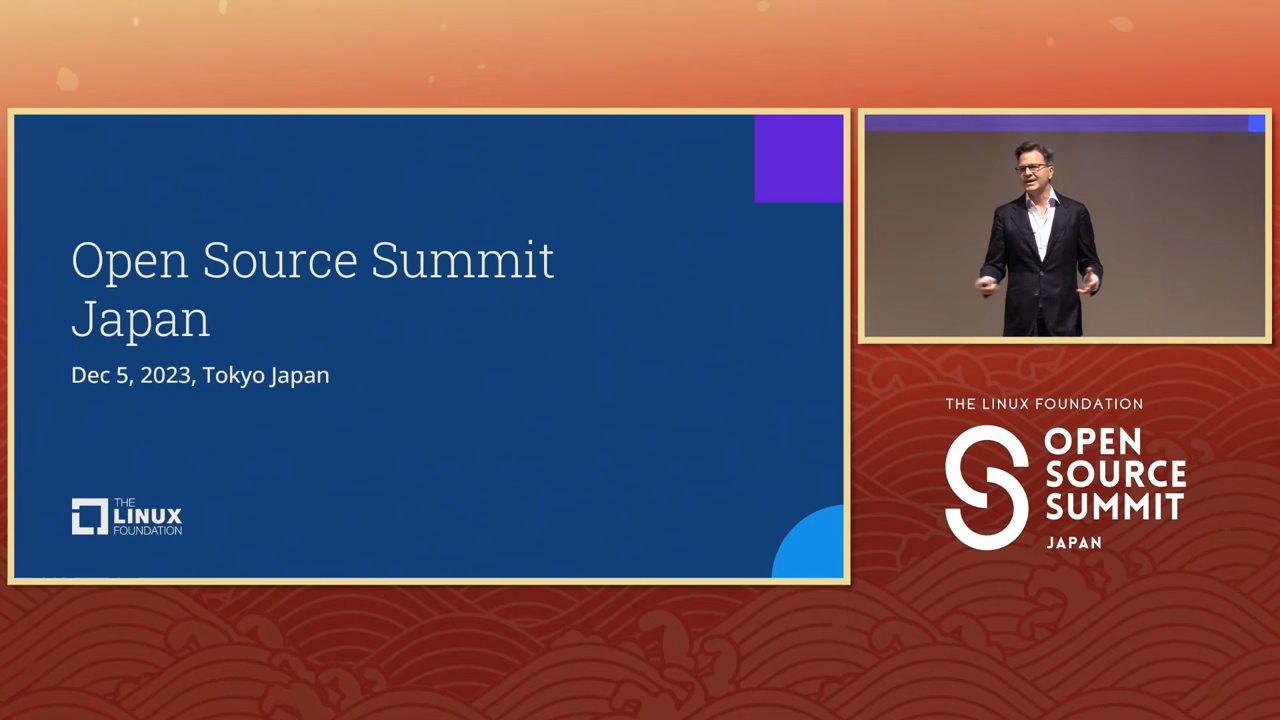 Open Source Summit
Japan
Dec 5, 2023, Tokyo Japan
THE
LINUX
FOUNDATION
THE LINUX FOUNDATION
OPEN
SOURCE
SUMMIT
JAPAN